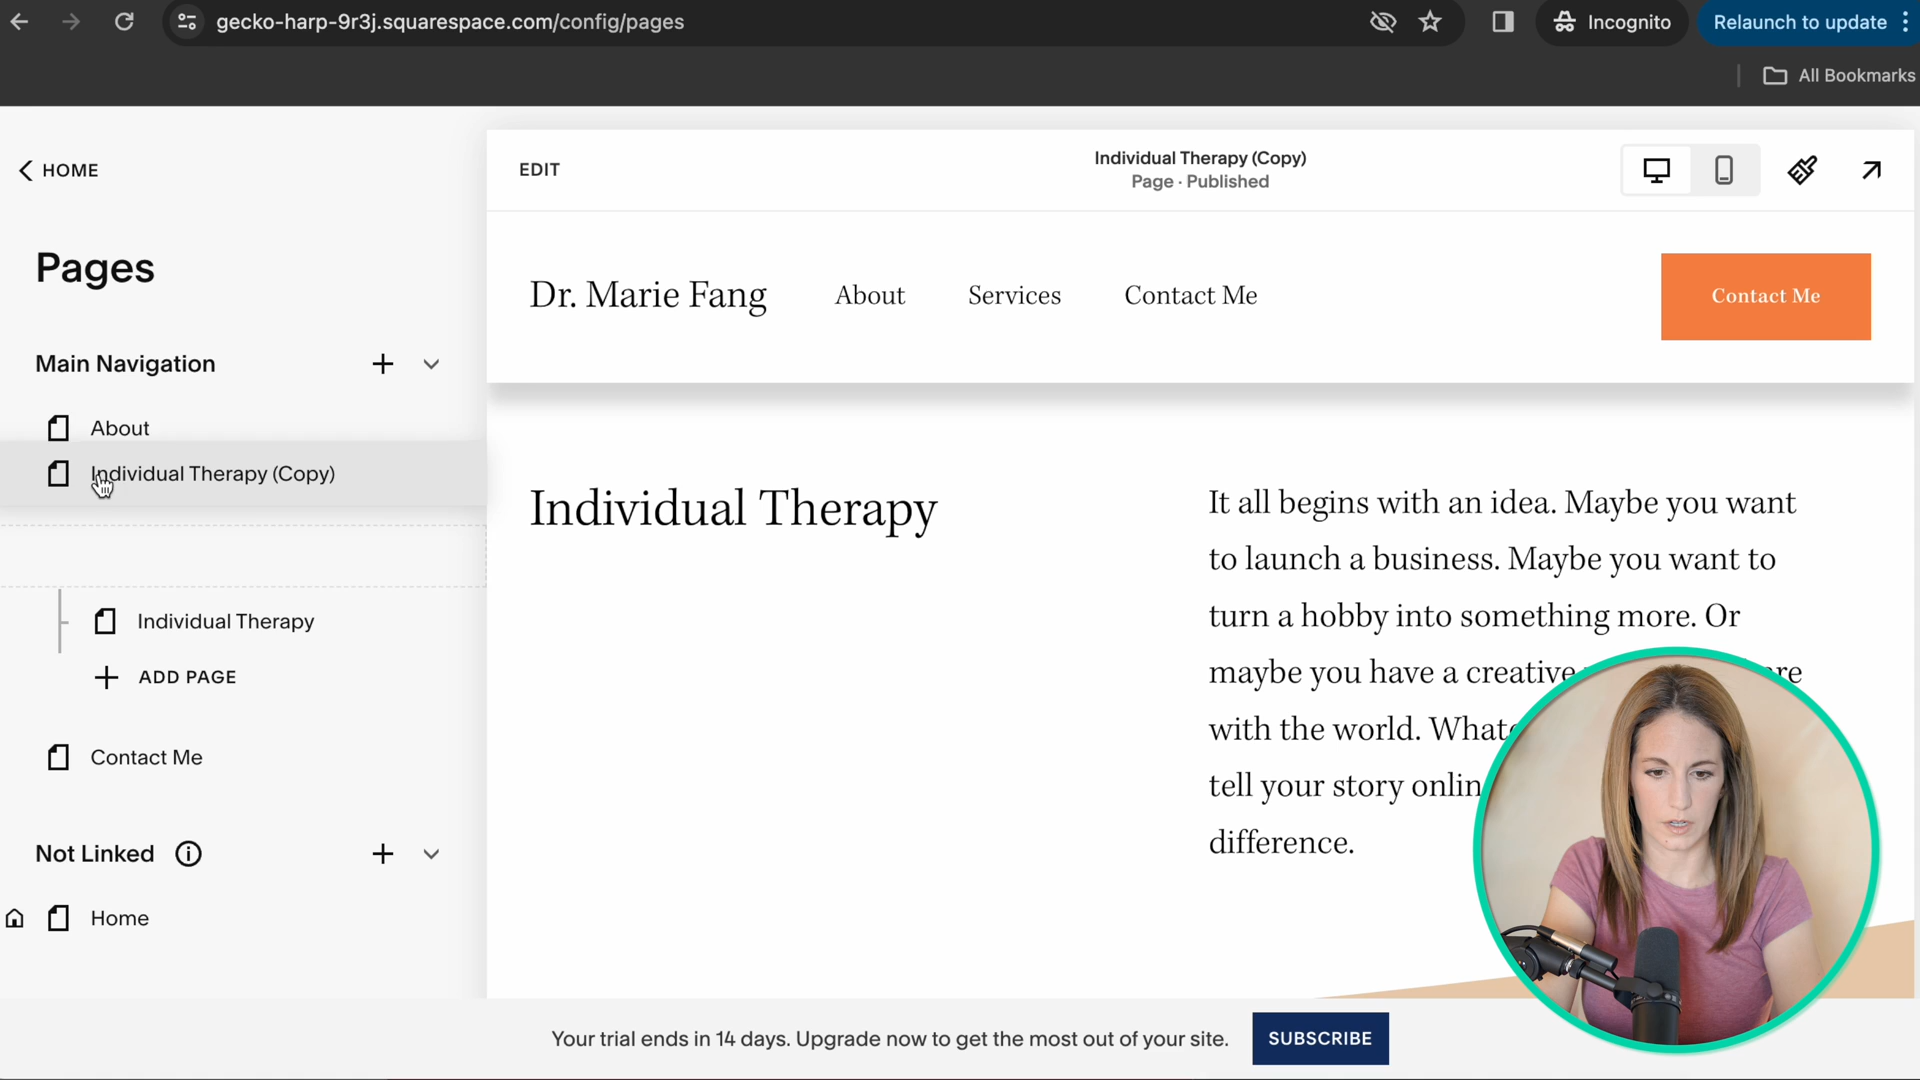 gecko-harp-9r3j.squarespace.com/config/pages
Incognito
Relaunch to update
All Bookmarks
HOME
EDIT
Individual Therapy (Copy)
Page · Published
Pages
Dr. Marie Fang
About
Services
Contact Me
Contact Me
Main Navigation
About
Individual Therapy (Copy)
Individual Therapy
ADD PAGE
Contact Me
Not Linked
Home
Individual Therapy
It all begins with an idea. Maybe you want
to launch a business. Maybe you want to
turn a hobby into something more. Or
maybe you have a creative
with the world.
tell your story
difference.
Your trial ends in 14 days. Upgrade now to get the most out of your site.
SUBSCRIBE